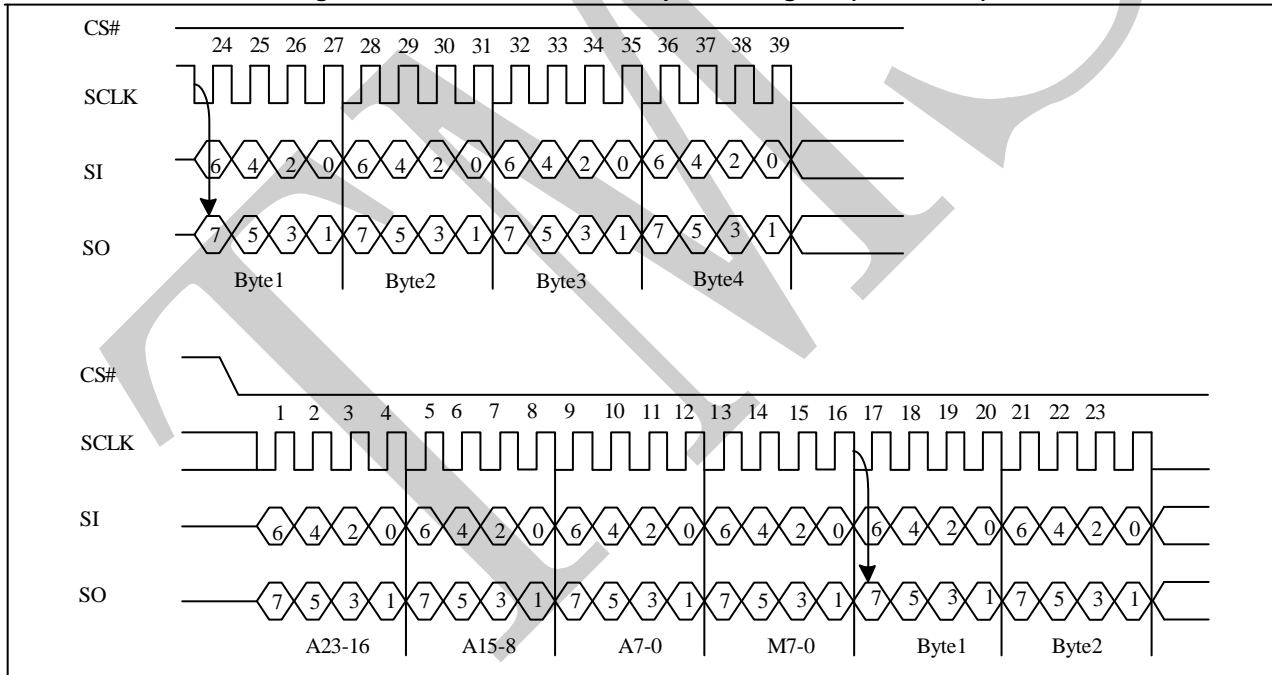 CS#
24 25 26 27 28 29 30 31 32 33 34 35 36 37 38 39
SCLK
SI 6 4 2 0 6 4 2 0 6 4 2 0 6 4 2 0
SO 7 5 3 1 7 5 3 1 7 5 3 1 7 5 3 1
Byte1 Byte2 Byte3 Byte4
CS#
1 2 3 4 5 6 7 8 9 10 11 12 13 14 15 16 17 18 19 20 21 22 23
SCLK
SI 6 4 2 0 6 4 2 0 6 4 2 0 6 4 2 0 6 4 2 0 6 4 2 0
SO 7 5 3 1 7 5 3 1 7 5 3 1 7 5 3 1 7 5 3 1 7 5 3 1
A23-16 A15-8 A7-0 M7-0 Byte1 Byte2